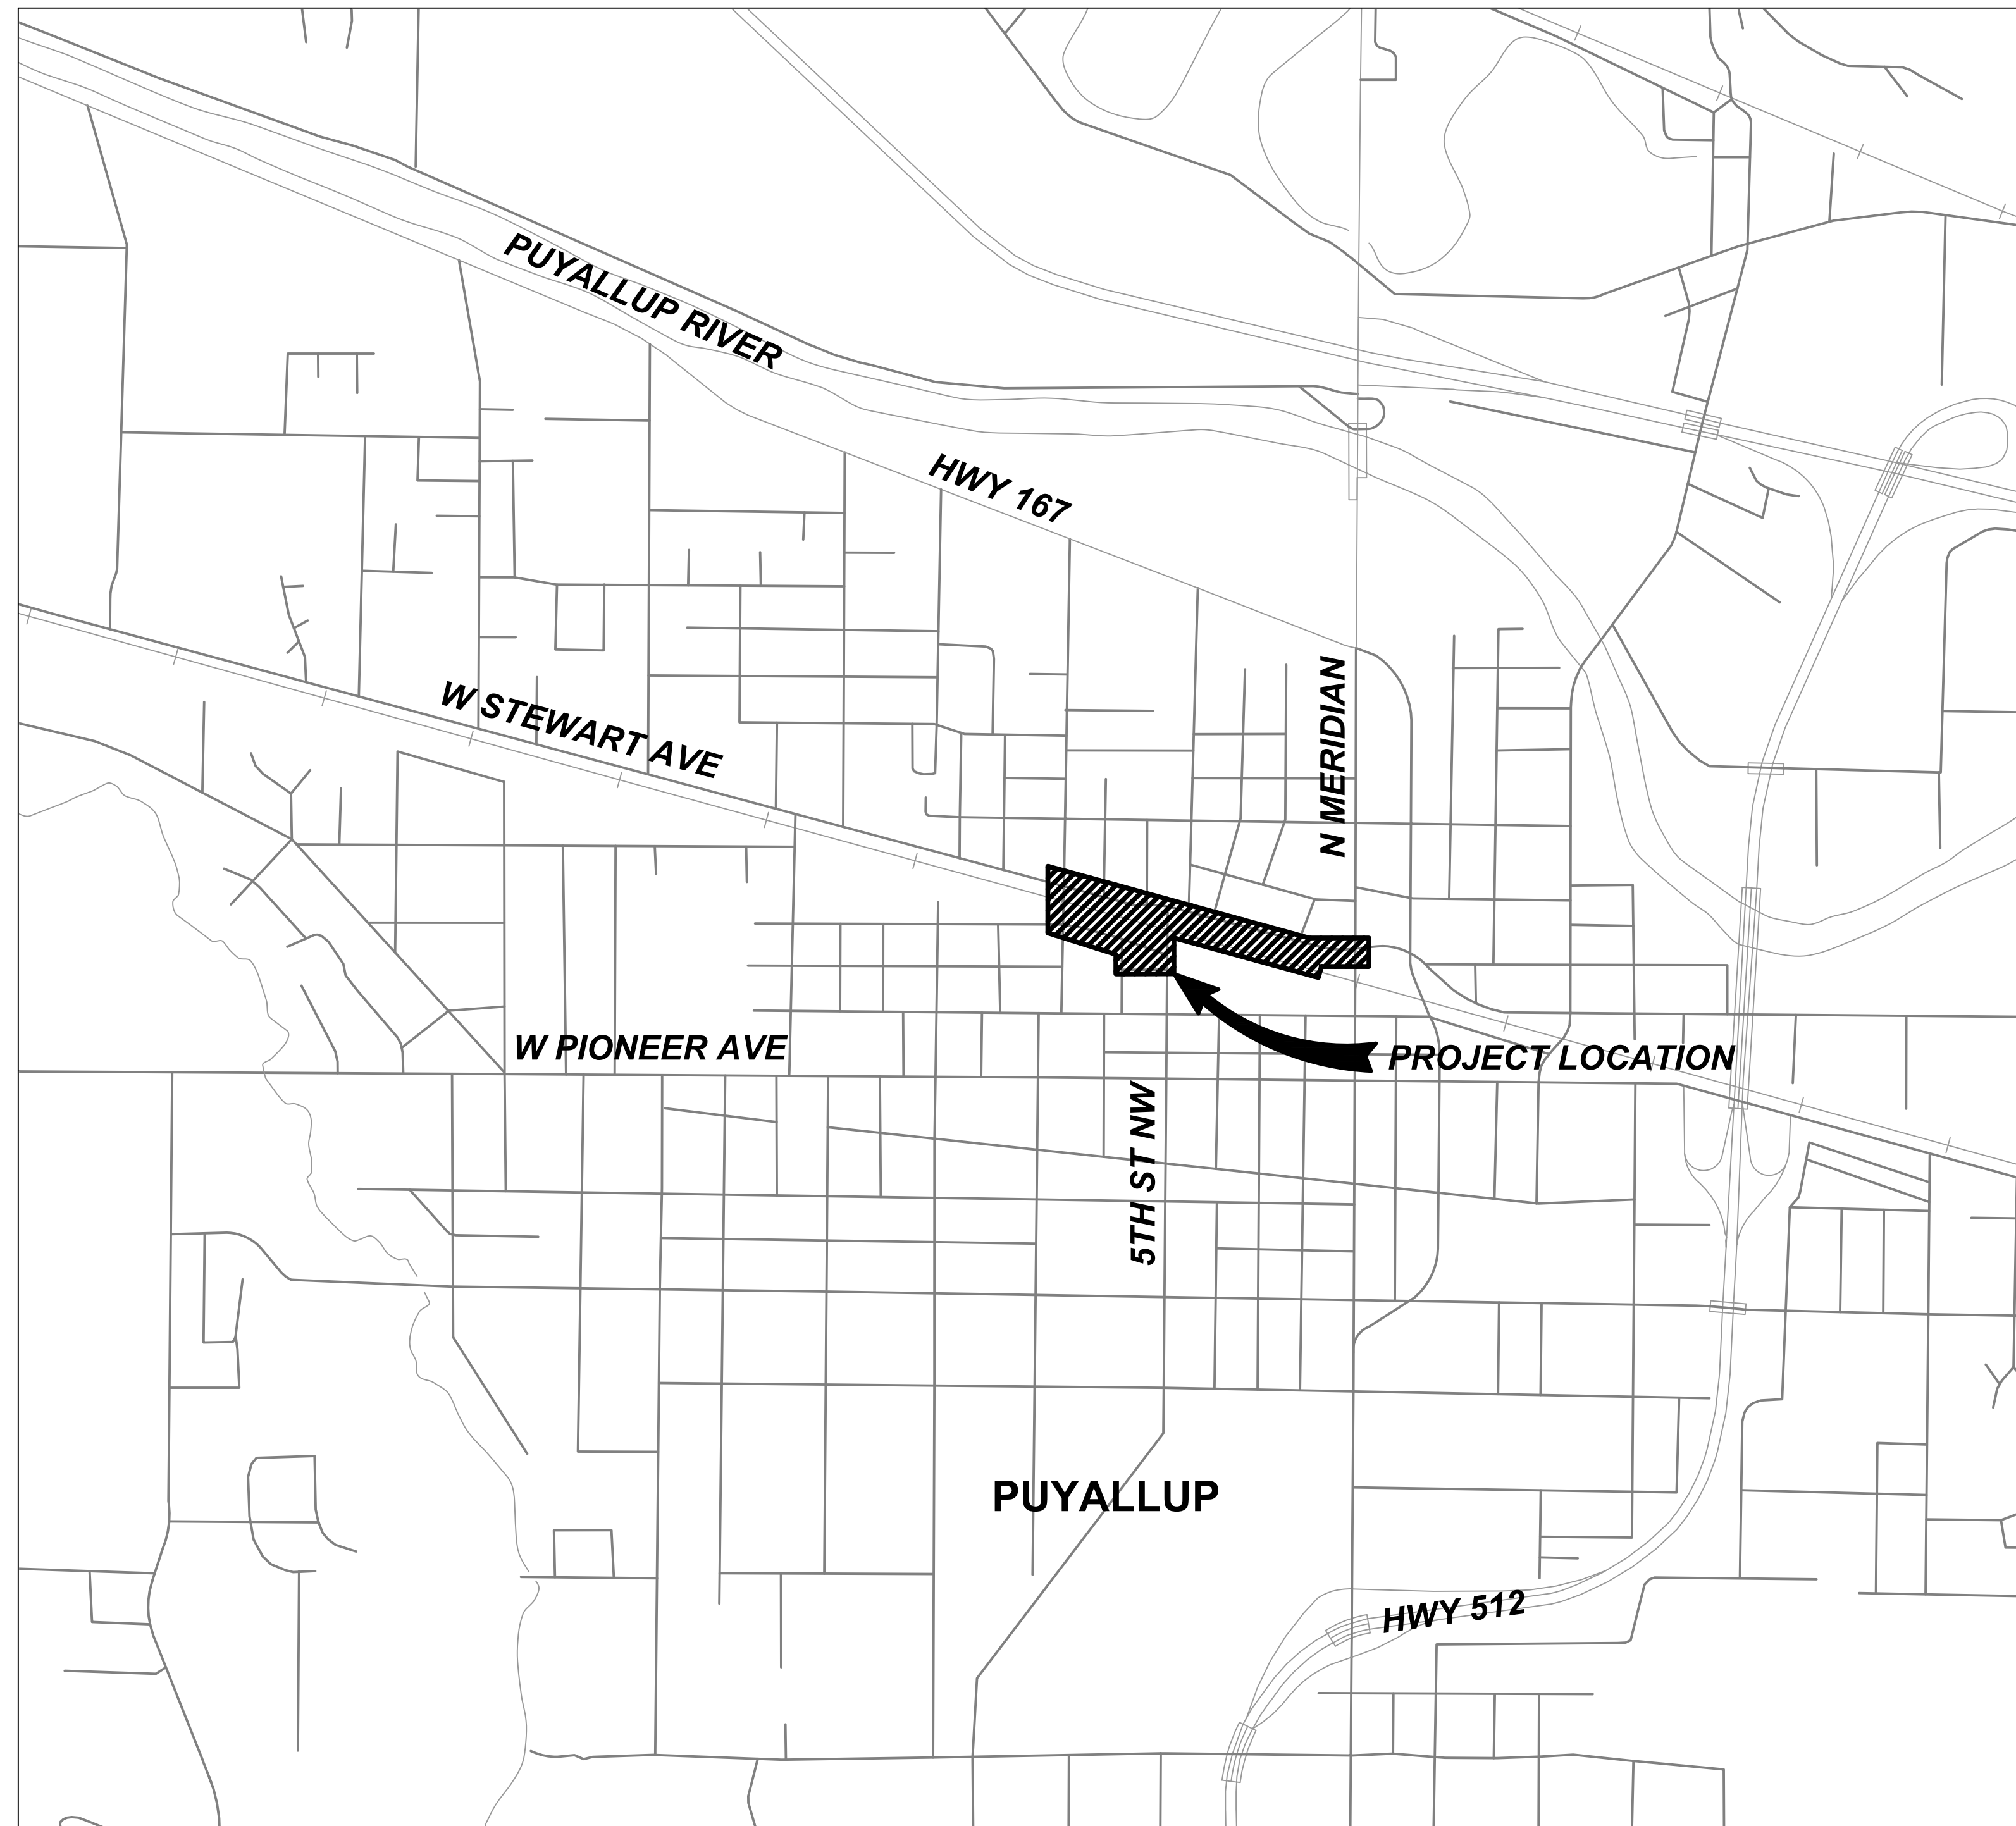 PUYALLUP RIVER
HWY 167
W STEWART AVE
N MERIDIAN
W PIONEER AVE
PROJECT LOCATION
5TH ST NW
PUYALLUP
HWY 512